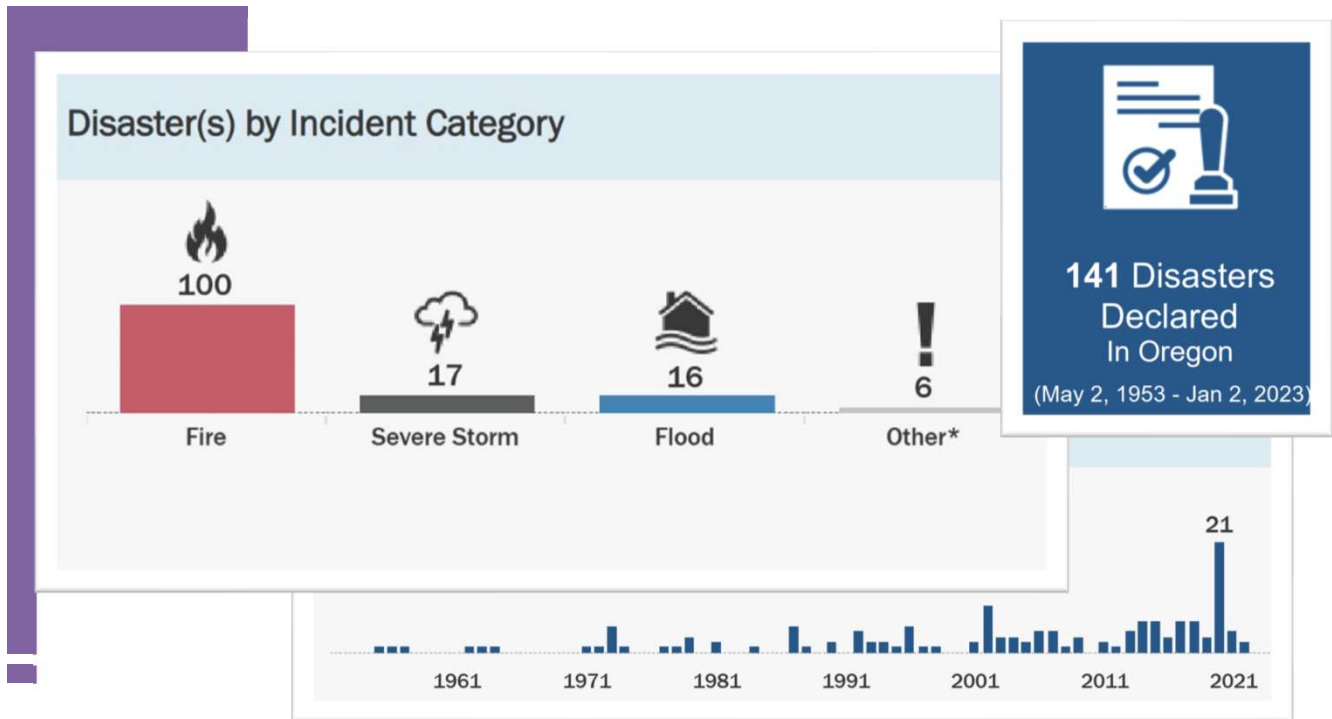 Disaster(s) by Incident Category
100
17
16
6
Fire
Severe Storm
Flood
Other*
141 Disasters
Declared
In Oregon
(May 2, 1953 - Jan 2, 2023)
21
1961
1971
1981
1991
2001
2011
2021